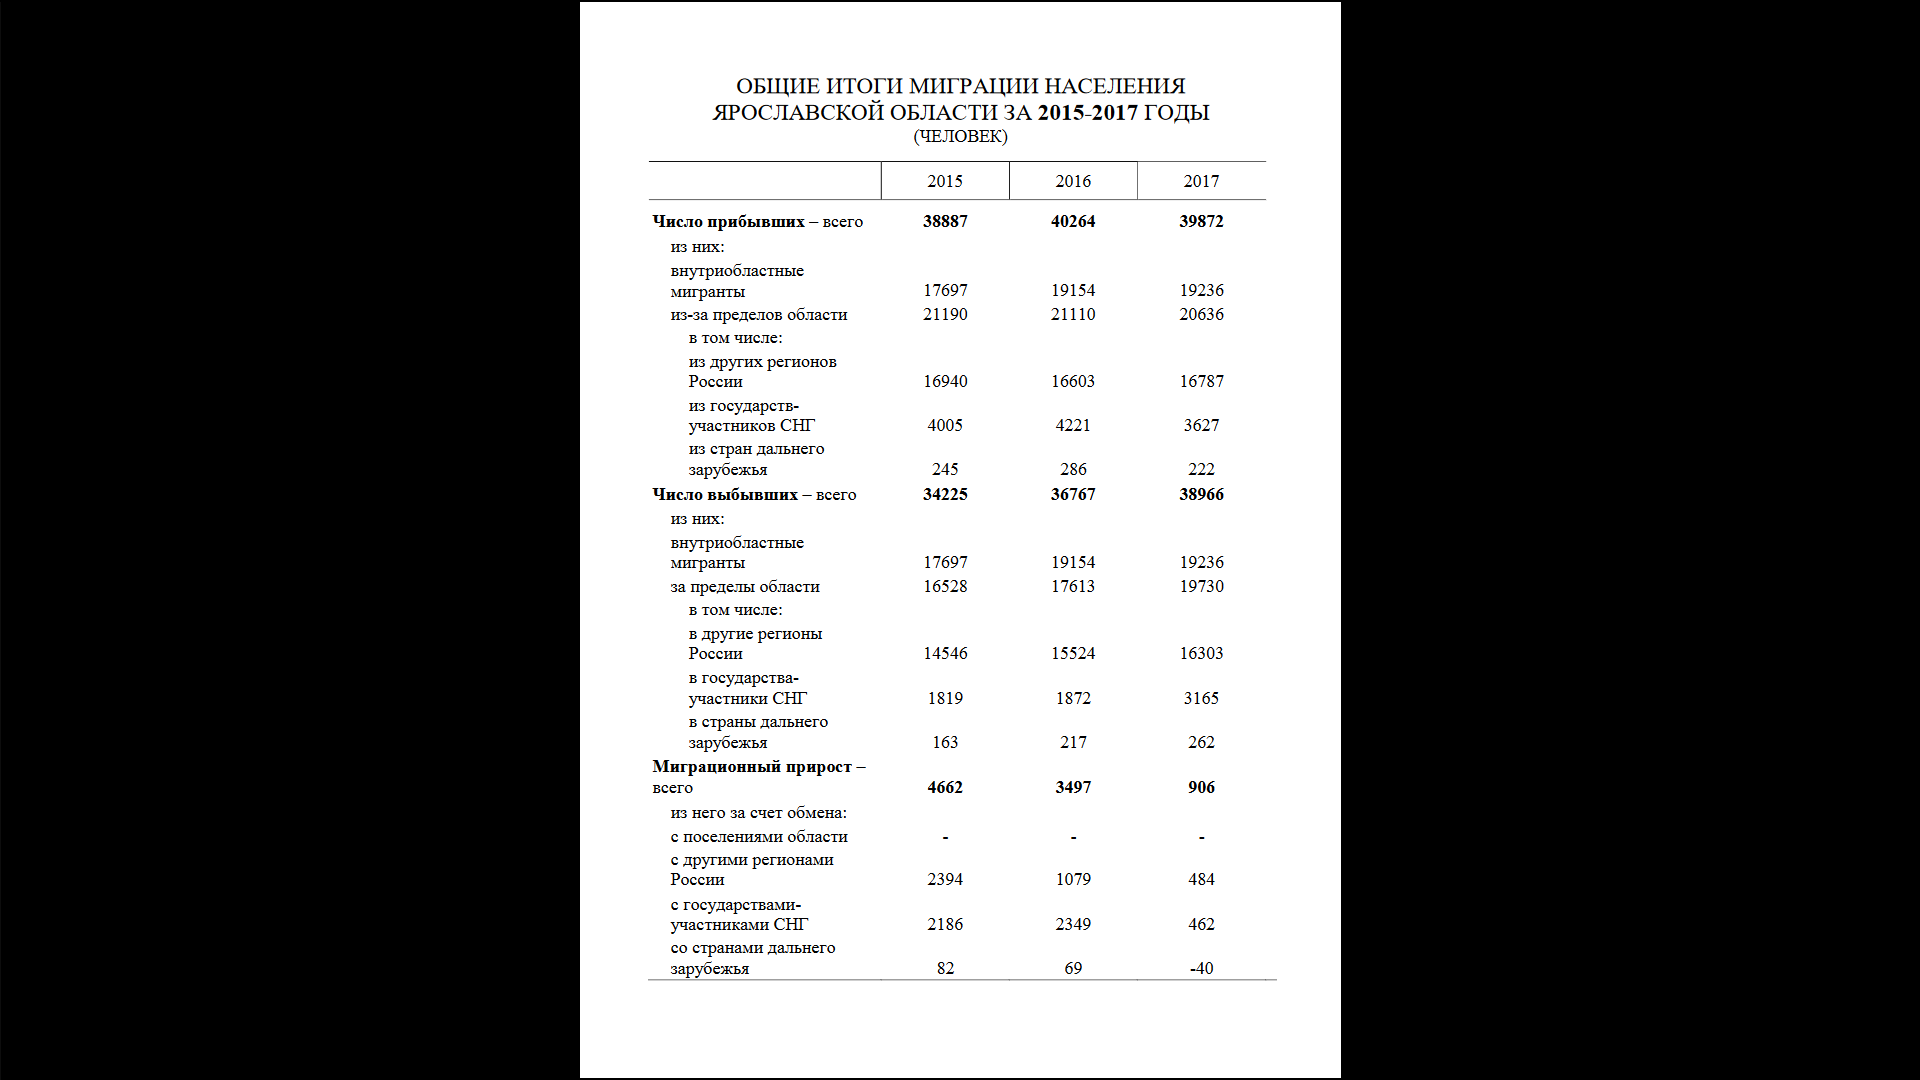 ОБЩИЕ ИТОГИ МИГРАЦИИ НАСЕЛЕНИЯ
ЯРОСЛАВСКОЙ ОБЛАСТИ ЗА 2015-2017 ГОДЫ
(ЧЕЛОВЕК)
2015 2016 2017
Число прибывших – всего 38887 40264 39872
из них:
внутриобластные
мигранты 17697 19154 19236
из-за пределов области 21190 21110 20636
в том числе:
из других регионов
России 16940 16603 16787
из государств-
участников СНГ 4005 4221 3627
из стран дальнего
зарубежья 245 286 222
Число выбывших – всего 34225 36767 38966
из них:
внутриобластные
мигранты 17697 19154 19236
за пределы области 16528 17613 19730
в том числе:
в другие регионы
России 14546 15524 16303
в государства-
участники СНГ 1819 1872 3165
в страны дальнего
зарубежья 163 217 262
Миграционный прирост –
всего 4662 3497 906
из него за счет обмена:
с поселениями области - - -
с другими регионами
России 2394 1079 484
с государствами-
участниками СНГ 2186 2349 462
со странами дальнего
зарубежья 82 69 -40